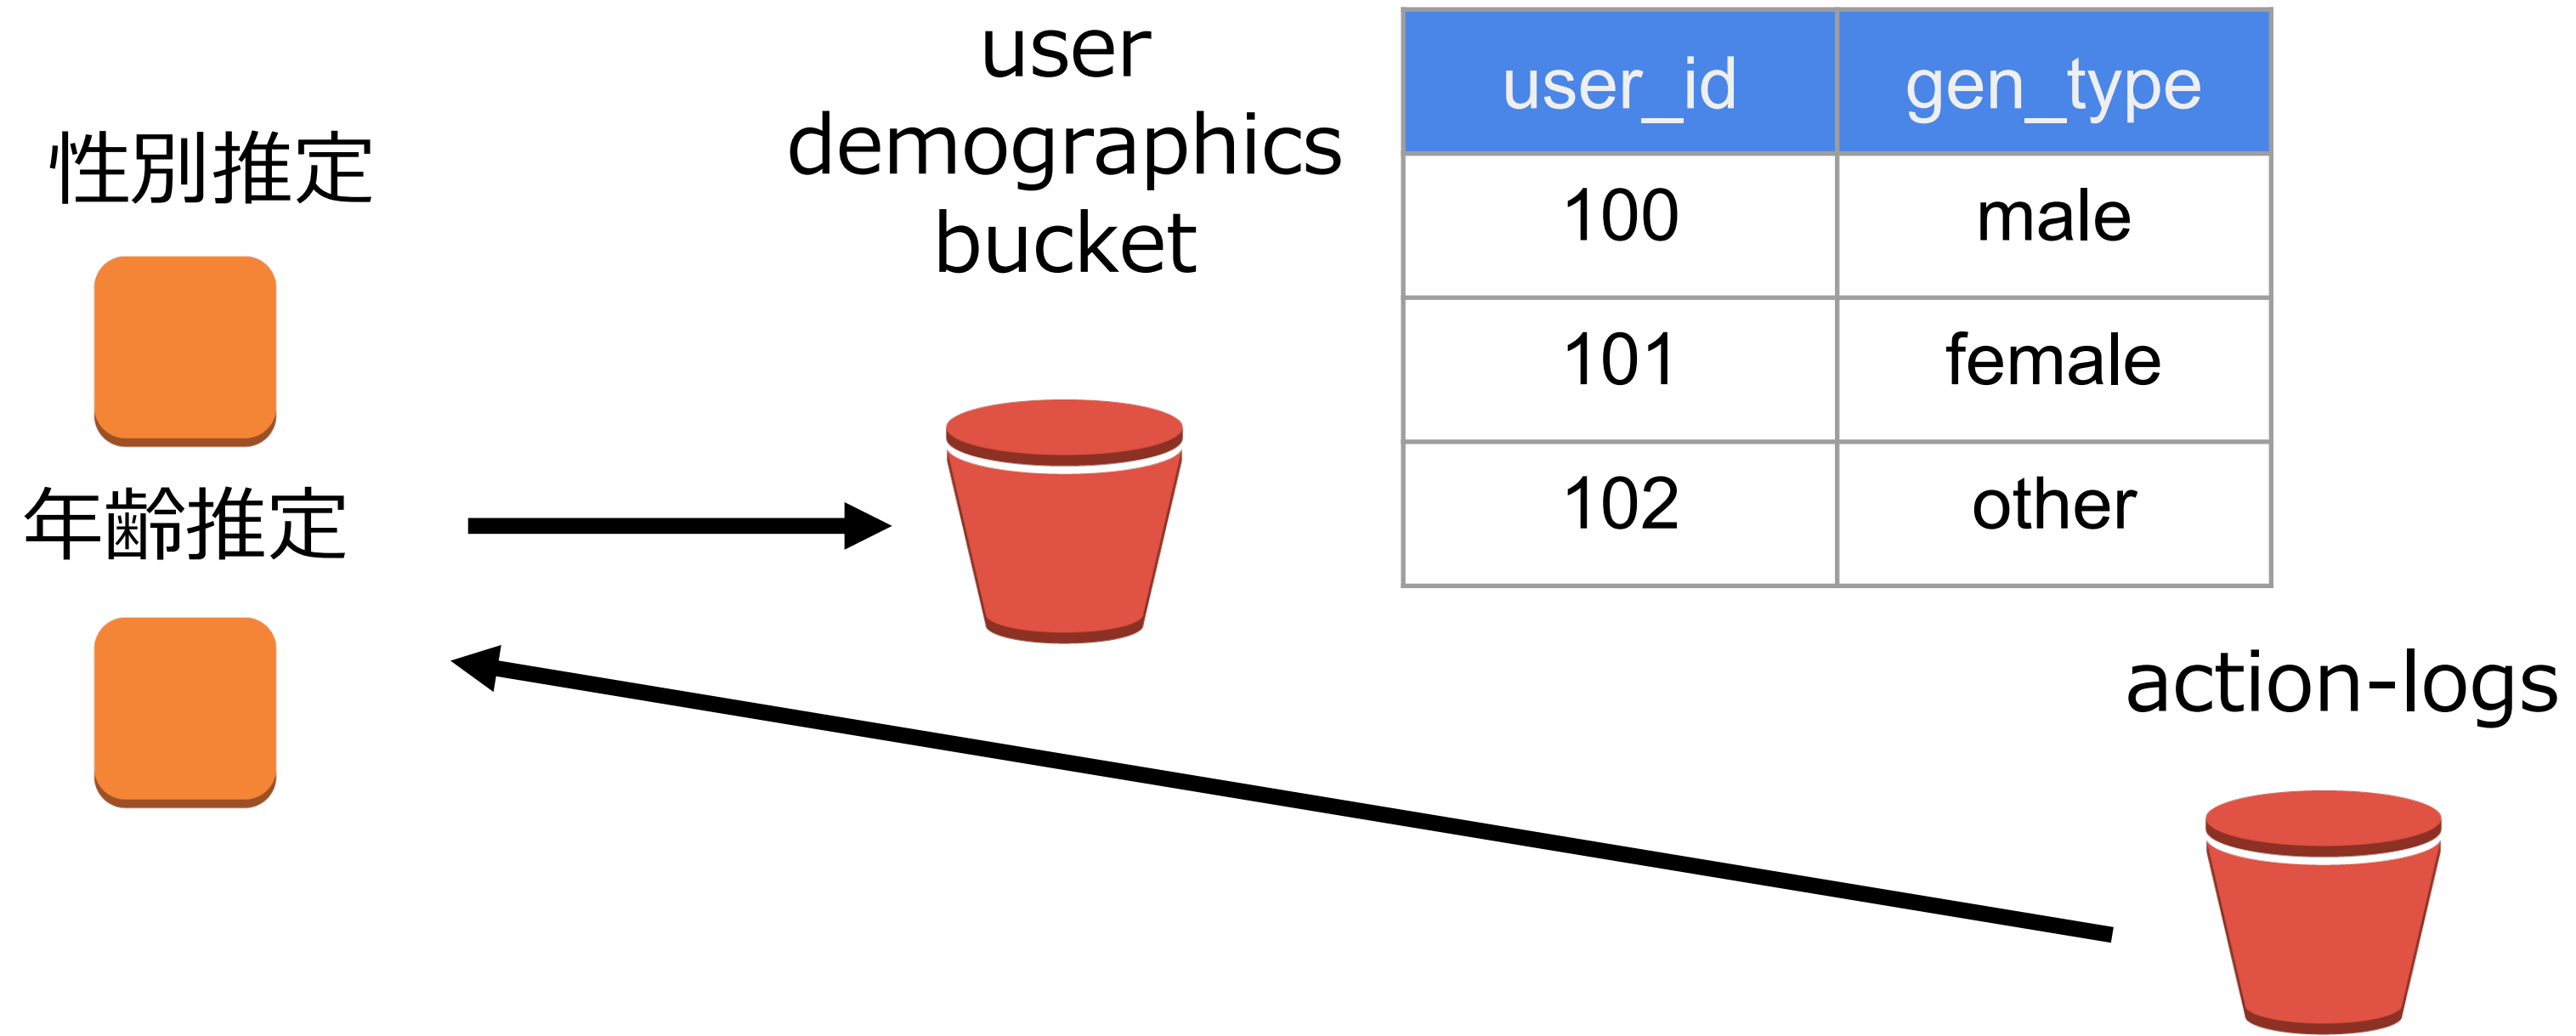 性別推定
年齢推定
user
demographics
bucket
user_id gen_type
100 male
101 female
102 other
action-logs